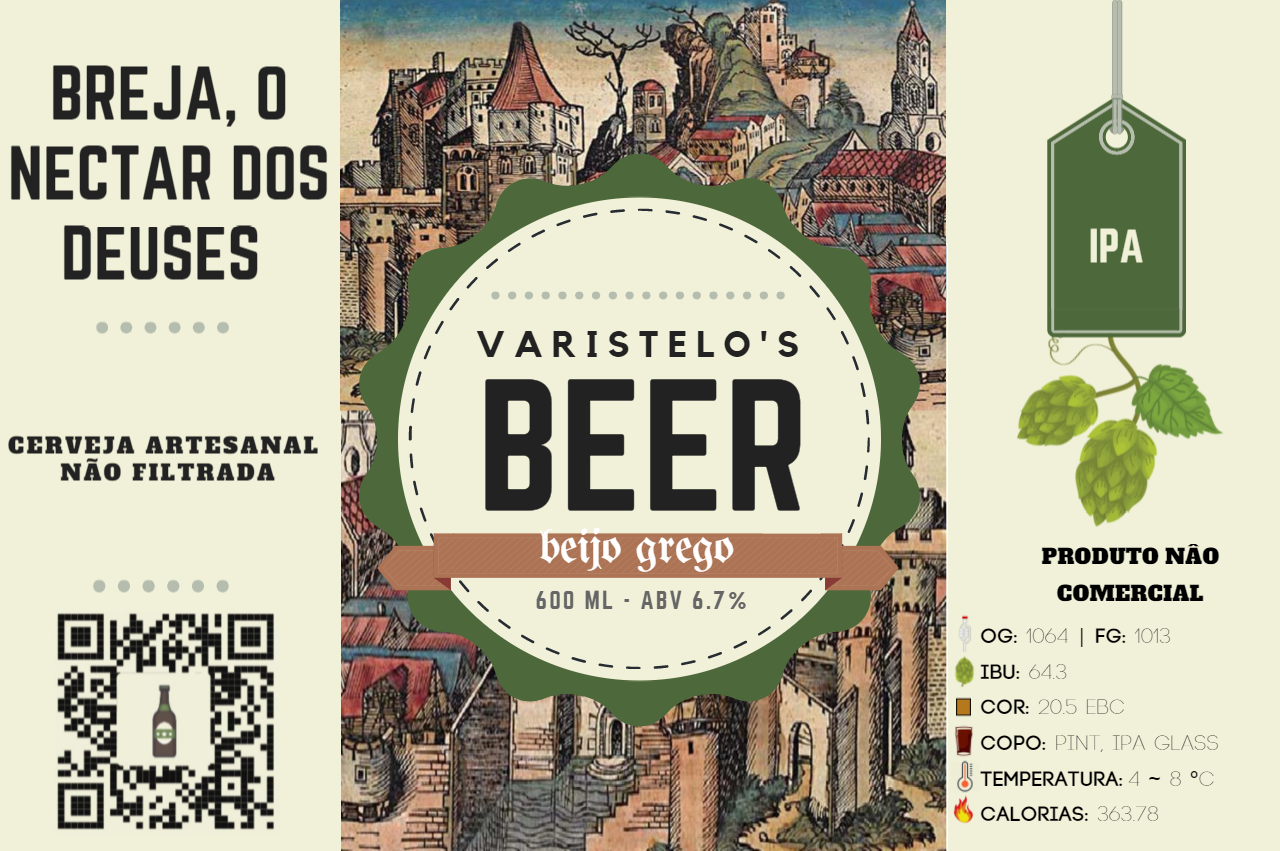 BREJA, O
NECTAR DOS
DEUSES
CERVEJA ARTESANAL
NÃO FILTRADA
VARISTELO'S
BEER
beijo grego
600 ML - ABV 6.7%
IPA
PRODUTO NÂO
COMERCIAL
OG: 1064 | FG: 1013
IBU: 64.3
COR: 20.5 EBC
COPO: PINT, IPA GLASS
TEMPERATURA: 4 ~ 8 ºC
CALORIAS: 363.78